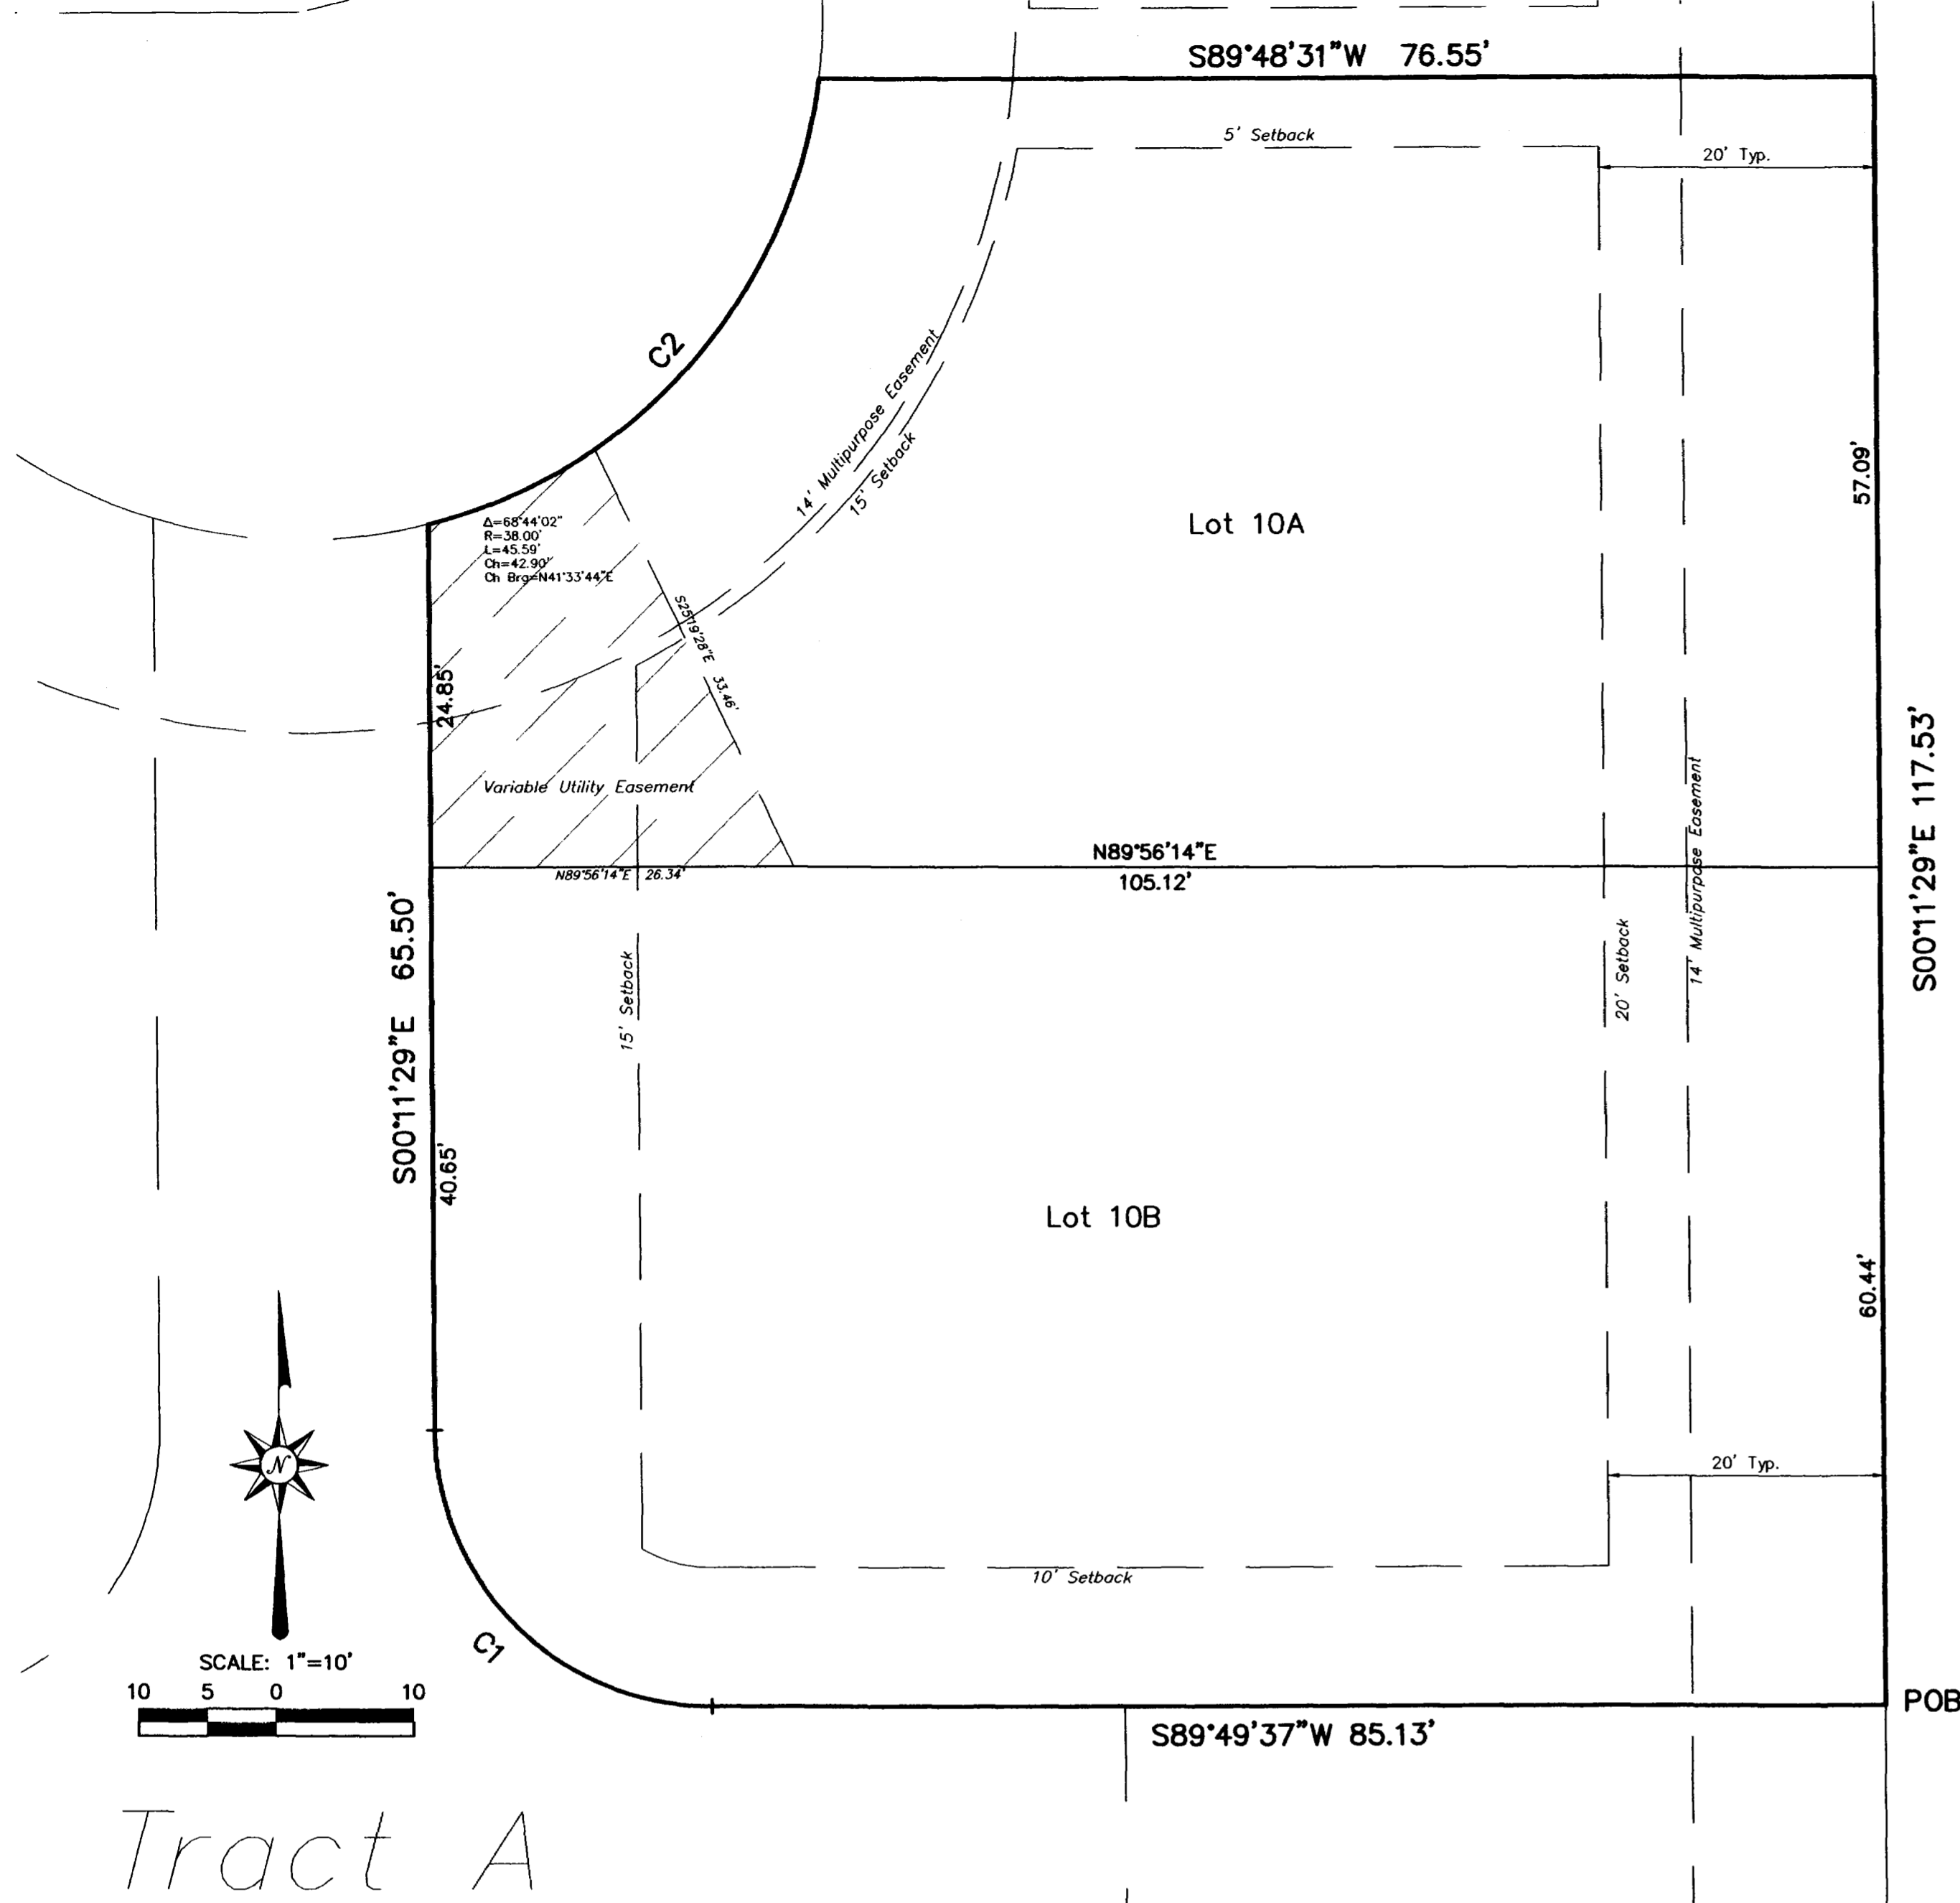 S89°48'31"W 76.55'
5' Setback
20' Typ.
C2
14' Multipurpose Easement
15' Setback
57.09'
Lot 10A
Δ=68°44'02"
R=38.00'
L=45.59'
Ch=42.90'
Ch Brg=N41°33'44"E
S25°19'28"E 33.46'
24.85'
Variable Utility Easement
S00°11'29"E 117.53'
14' Multipurpose Easement
N89°56'14"E
105.12'
N89°56'14"E 26.34'
S00°11'29"E 65.50'
15' Setback
20' Setback
40.65'
Lot 10B
60.44'
20' Typ.
N
10' Setback
C1
SCALE: 1"=10'
10 5 0 10
POB
S89°49'37"W 85.13'
Tract A